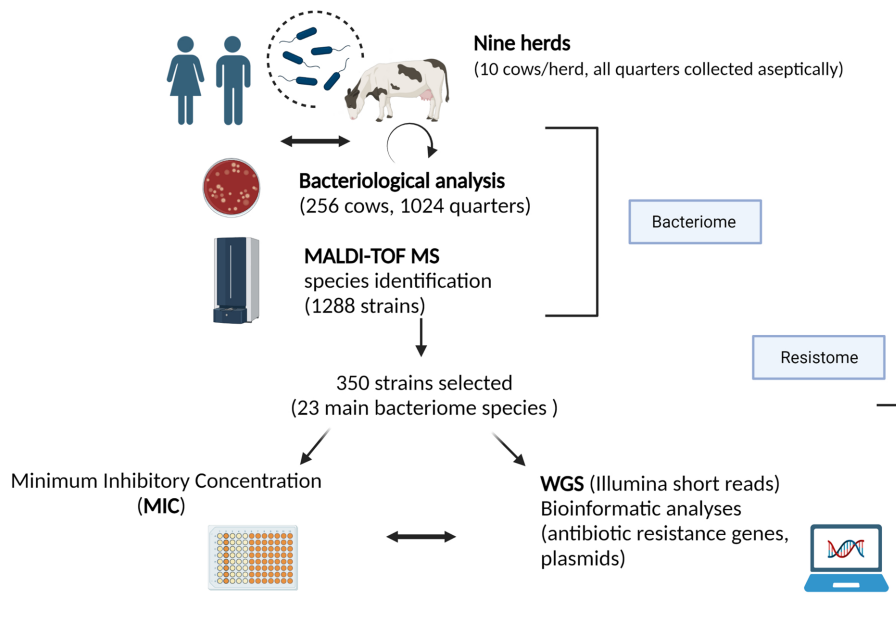 Nine herds
(10 cows/herd, all quarters collected aseptically)
Bacteriological analysis
(256 cows, 1024 quarters)
Bacteriome
MALDI-TOF MS
species identification
(1288 strains)
Resistome
350 strains selected
(23 main bacteriome species )
Minimum Inhibitory Concentration
(MIC)
WGS (Illumina short reads)
Bioinformatic analyses
(antibiotic resistance genes,
plasmids)